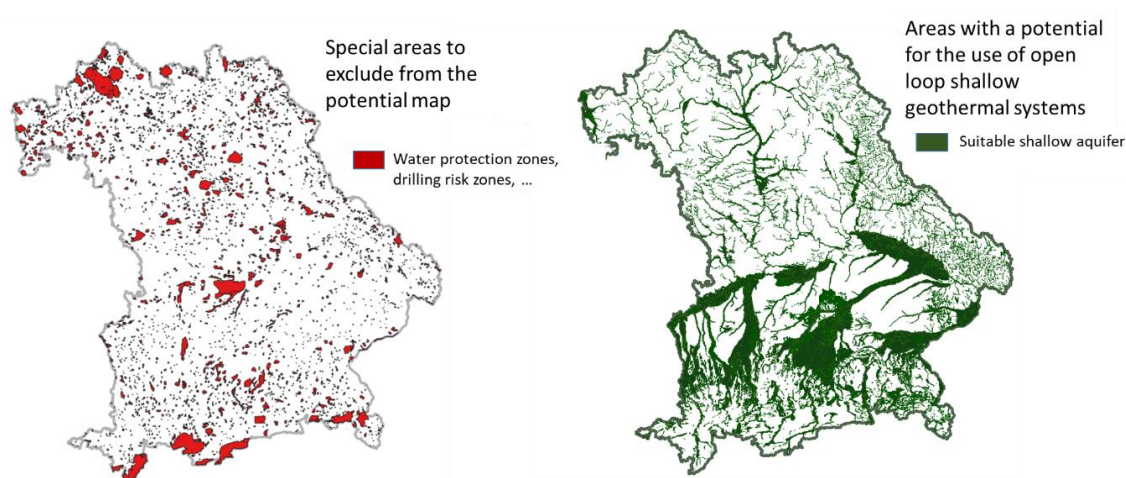 Special areas to
exclude from the
potential map
Water protection zones,
drilling risk zones, ...
Areas with a potential
for the use of open
loop shallow
geothermal systems
Suitable shallow aquifer